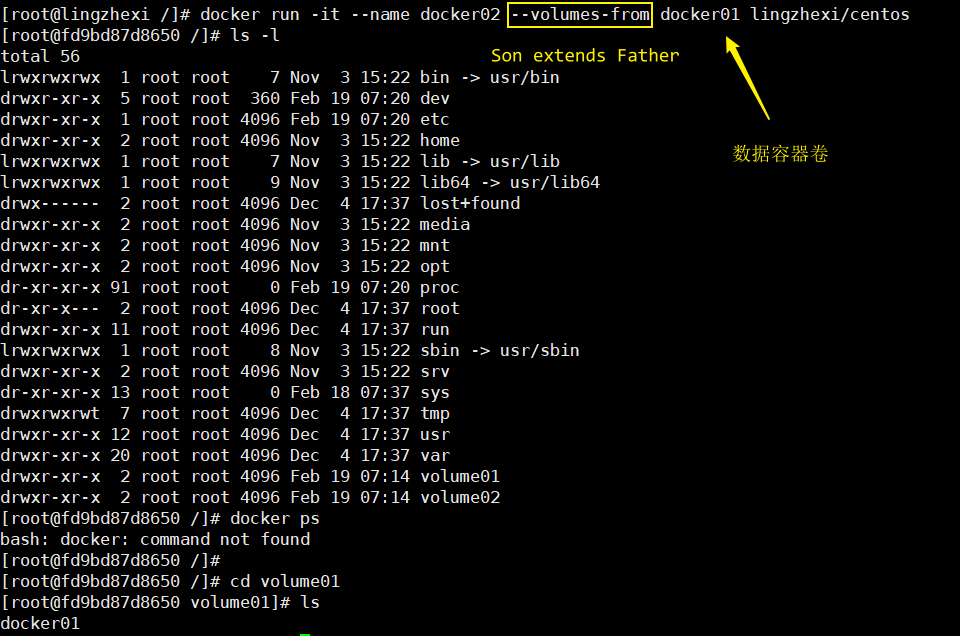 [root@lingzhexi /]# docker run -it --name docker02 --volumes-from docker01 lingzhexi/centos
[root@fd9bd87d8650 /]# ls -l
total 56
Son extends Father
lrwxrwxrwx  1 root root    7 Nov  3 15:22 bin -> usr/bin
drwxr-xr-x  5 root root  360 Feb 19 07:20 dev
drwxr-xr-x  1 root root 4096 Feb 19 07:20 etc
drwxr-xr-x  2 root root 4096 Nov  3 15:22 home
数据容器卷
lrwxrwxrwx  1 root root    7 Nov  3 15:22 lib -> usr/lib
lrwxrwxrwx  1 root root    9 Nov  3 15:22 lib64 -> usr/lib64
drwx------  2 root root 4096 Dec  4 17:37 lost+found
drwxr-xr-x  2 root root 4096 Nov  3 15:22 media
drwxr-xr-x  2 root root 4096 Nov  3 15:22 mnt
drwxr-xr-x  2 root root 4096 Nov  3 15:22 opt
dr-xr-xr-x 91 root root    0 Feb 19 07:20 proc
dr-xr-x---  2 root root 4096 Dec  4 17:37 root
drwxr-xr-x 11 root root 4096 Dec  4 17:37 run
lrwxrwxrwx  1 root root    8 Nov  3 15:22 sbin -> usr/sbin
drwxr-xr-x  2 root root 4096 Nov  3 15:22 srv
dr-xr-xr-x 13 root root    0 Feb 18 07:37 sys
drwxrwxrwt  7 root root 4096 Dec  4 17:37 tmp
drwxr-xr-x 12 root root 4096 Dec  4 17:37 usr
drwxr-xr-x 20 root root 4096 Dec  4 17:37 var
drwxr-xr-x  2 root root 4096 Feb 19 07:14 volume01
drwxr-xr-x  2 root root 4096 Feb 19 07:14 volume02
[root@fd9bd87d8650 /]# docker ps
bash: docker: command not found
[root@fd9bd87d8650 /]#
[root@fd9bd87d8650 /]# cd volume01
[root@fd9bd87d8650 volume01]# ls
docker01